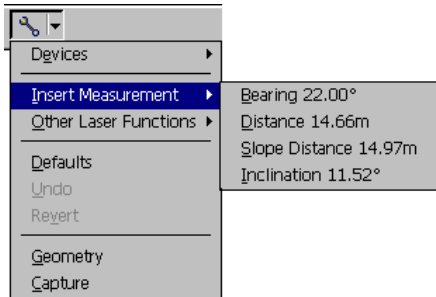 Devices
Insert Measurement
Other Laser Functions
Defaults
Undo
Revert
Geometry
Capture
Bearing 22.00°
Distance 14.66m
Slope Distance 14.97m
Inclination 11.52°